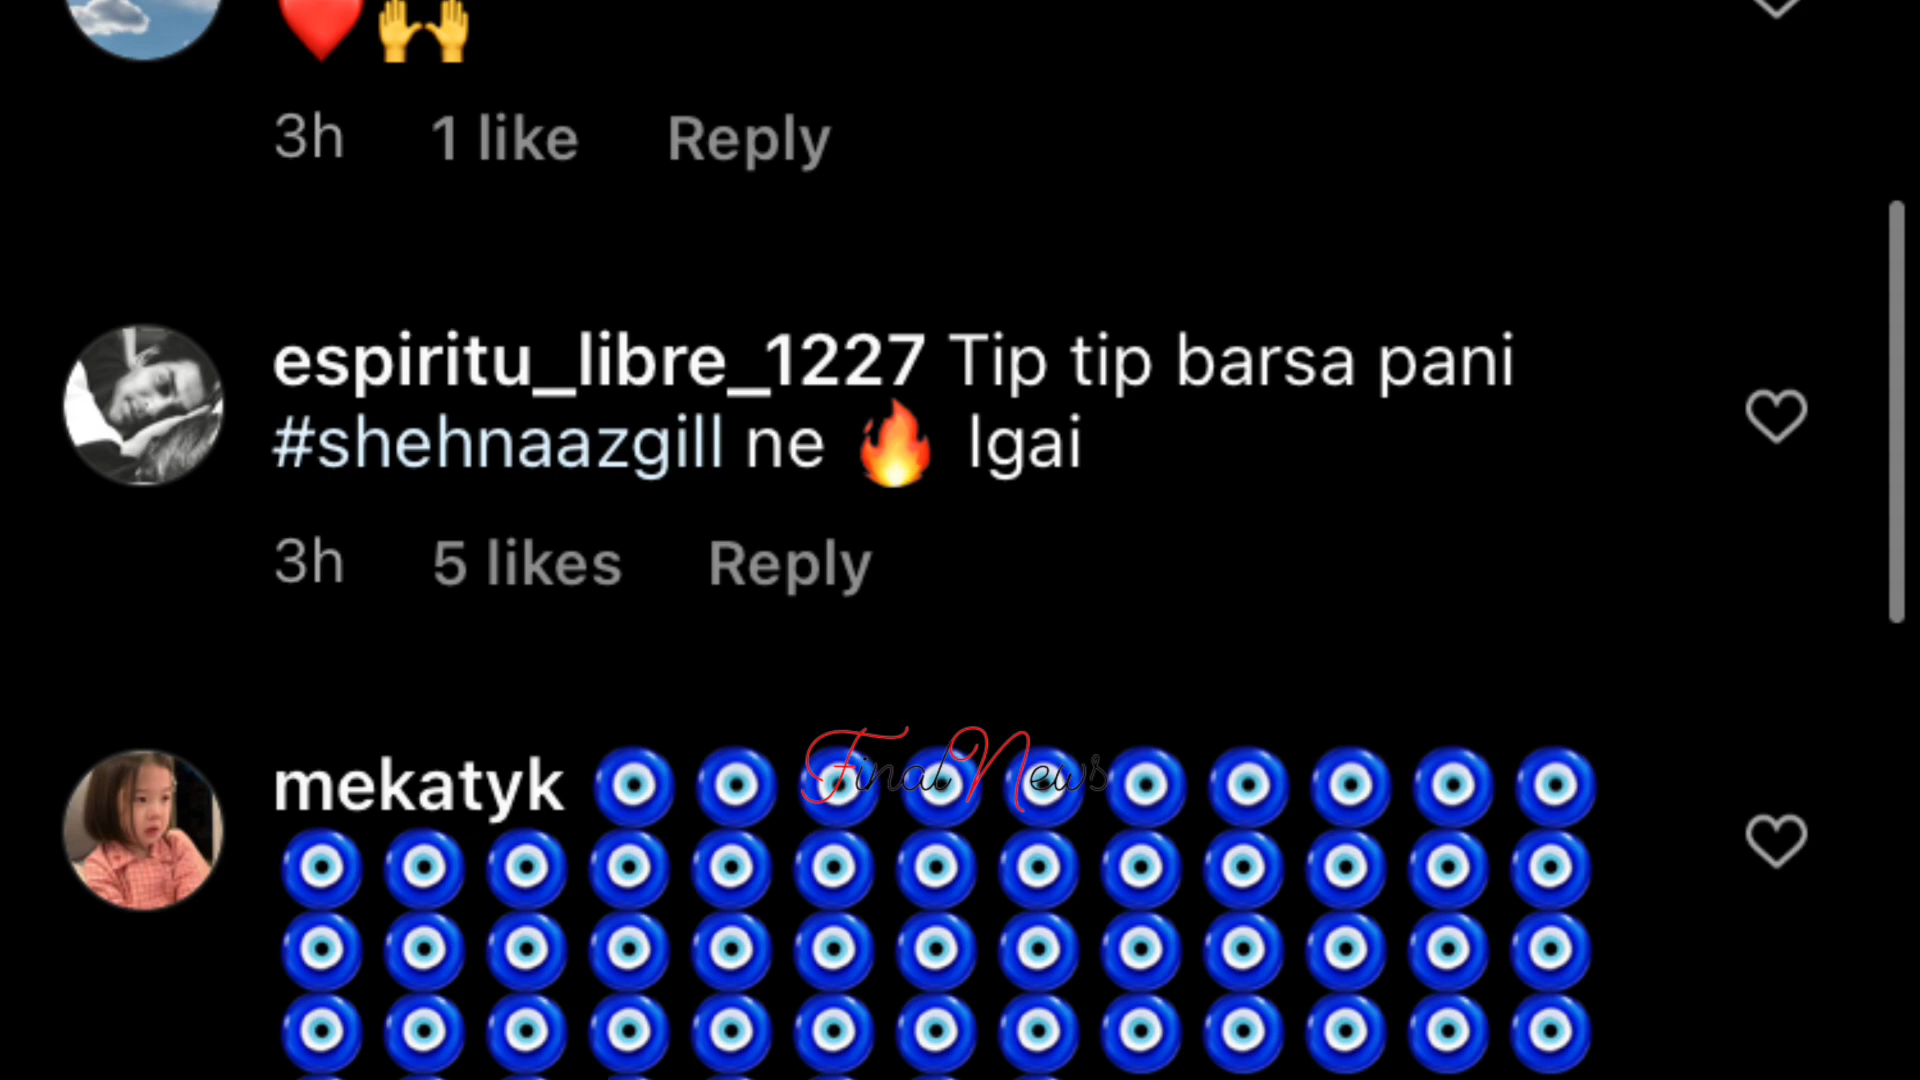 ❤️🙌
3h 1 like Reply
espiritu_libre_1227 Tip tip barsa pani
#shehnaazgill ne 🔥 lgai
3h 5 likes Reply
FinalNews
mekatyk 🧿🧿🧿🧿🧿🧿🧿🧿🧿🧿
🧿🧿🧿🧿🧿🧿🧿🧿🧿🧿🧿🧿🧿
🧿🧿🧿🧿🧿🧿🧿🧿🧿🧿🧿🧿🧿
🧿🧿🧿🧿🧿🧿🧿🧿🧿🧿🧿🧿🧿